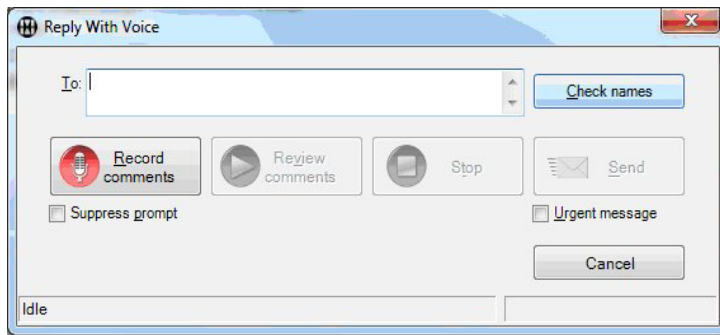 Reply With Voice
To:
Check names
Record comments
Review comments
Stop
Send
Suppress prompt
Urgent message
Cancel
Idle